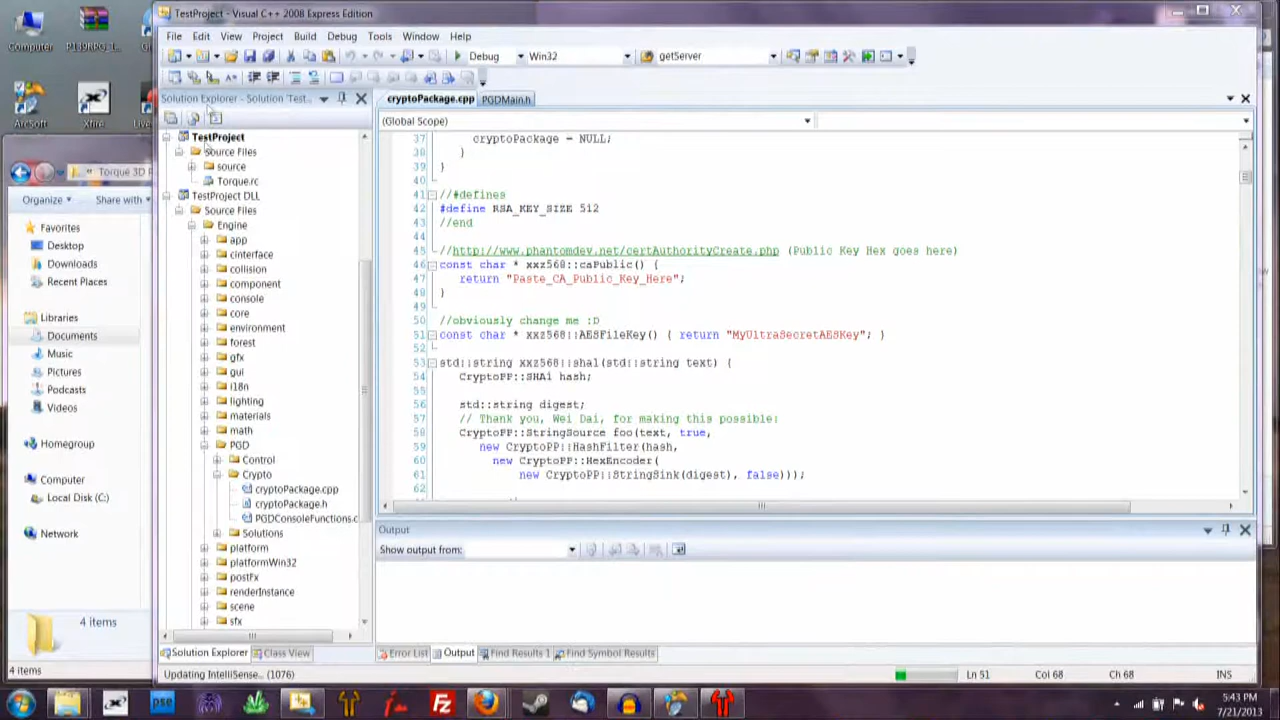 TestProject - Visual C++ 2008 Express Edition
File Edit View Project Build Debug Tools Window Help
Debug Win32 getServer
Solution Explorer - Solution 'Test...
cryptoPackage.cpp PGDMain.h
(Global Scope)
Computer
ArcSoft
Xfire
Torque 3D
Organize
Share with
Favorites
Desktop
Downloads
Recent Places
Libraries
Documents
Music
Pictures
Podcasts
Videos
Homegroup
Computer
Local Disk (C:)
Network
4 items
4 items
TestProject
Source Files
source
Torque.rc
TestProject DLL
Source Files
Engine
app
cinterface
collision
component
console
core
environment
forest
gfx
gui
i18n
lighting
materials
math
PGD
Control
Crypto
cryptoPackage.cpp
cryptoPackage.h
PGDConsoleFunctions.c
Solutions
platform
platformWin32
postFx
renderInstance
scene
sfx
37 cryptoPackage = NULL;
38 }
39 }
40
41 //#defines
42 #define RSA_KEY_SIZE 512
43 //end
44
45 //http://www.phantomdev.net/certAuthorityCreate.php (Public Key Hex goes here)
46 const char * xxz568::caPublic() {
47 return "Paste_CA_Public_Key_Here";
48 }
49
50 //obviously change me :D
51 const char * xxz568::AESFileKey() { return "MyUltraSecretAESKey"; }
52
53 std::string xxz568::sha1(std::string text) {
54 CryptoPP::SHA1 hash;
55
56 std::string digest;
57 // Thank you, Wei Dai, for making this possible:
58 CryptoPP::StringSource foo(text, true,
59 new CryptoPP::HashFilter(hash,
60 new CryptoPP::HexEncoder(
61 new CryptoPP::StringSink(digest), false)));
62
Output
Show output from:
Solution Explorer Class View
Error List Output Find Results 1 Find Symbol Results
Updating IntelliSense... (1076) Ln 51 Col 68 Ch 68 INS
pse
5:43 PM
7/21/2013